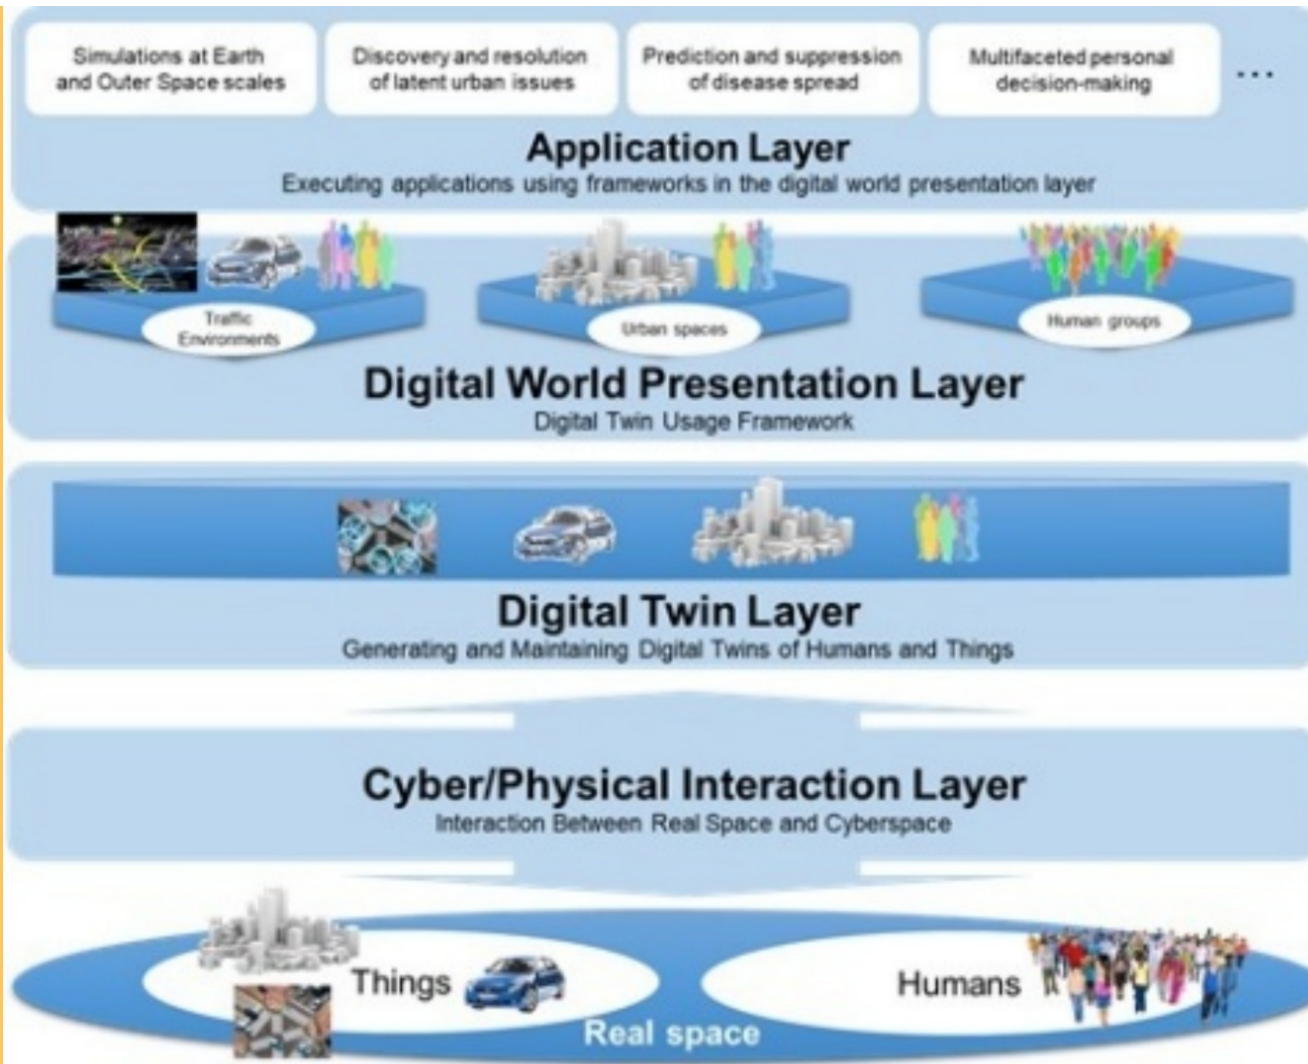 Simulations at Earth
and Outer Space scales
Discovery and resolution
of latent urban issues
Prediction and suppression
of disease spread
Multifaceted personal
decision-making
...
Application Layer
Executing applications using frameworks in the digital world presentation layer
Traffic
Environments
Urban spaces
Human groups
Digital World Presentation Layer
Digital Twin Usage Framework
Digital Twin Layer
Generating and Maintaining Digital Twins of Humans and Things
Cyber/Physical Interaction Layer
Interaction Between Real Space and Cyberspace
Things
Humans
Real space